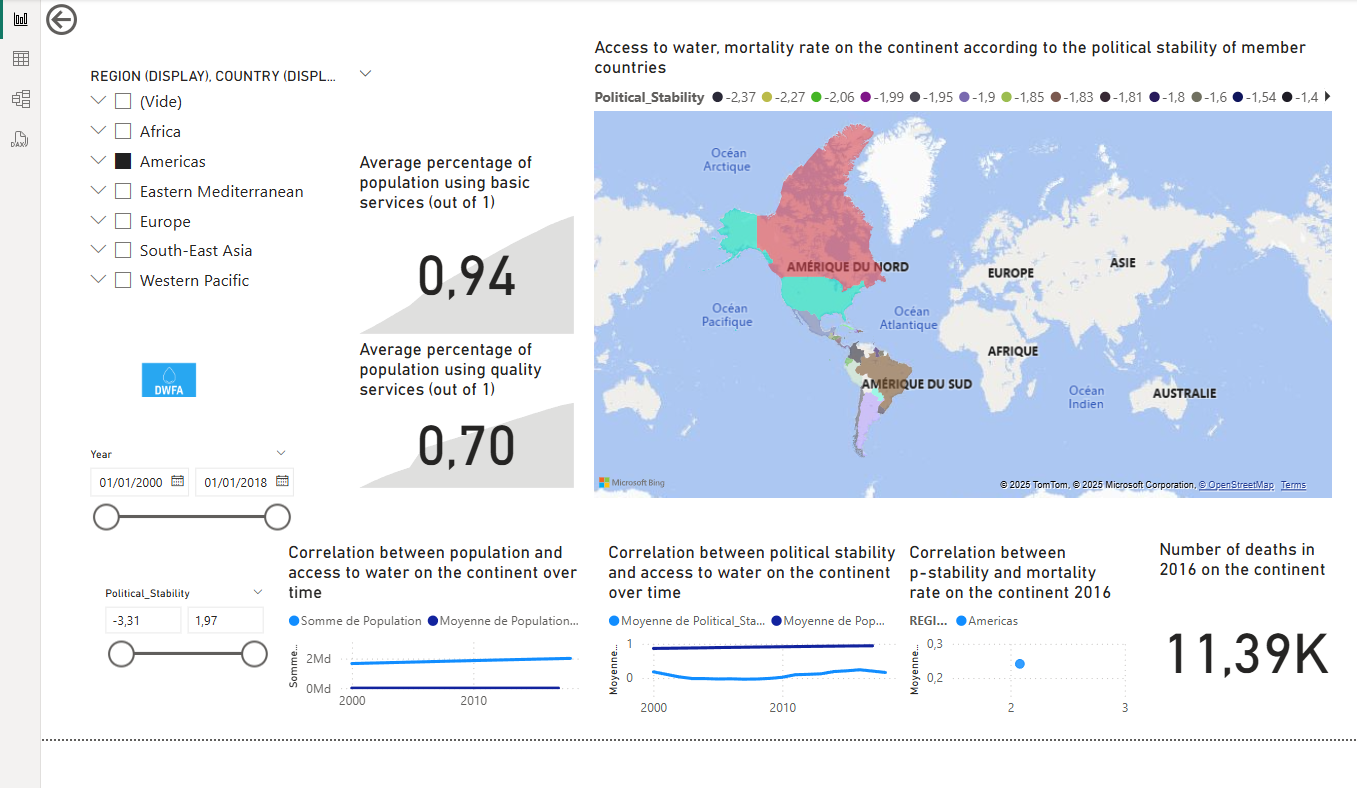 REGION (DISPLAY), COUNTRY (DISPL...
(Vide)
Africa
Americas
Eastern Mediterranean
Europe
South-East Asia
Western Pacific
DWFA
Year
01/01/2000
01/01/2018
Political_Stability
-3,31
1,97
Average percentage of
population using basic
services (out of 1)
0,94
Average percentage of
population using quality
services (out of 1)
0,70
Access to water, mortality rate on the continent according to the political stability of member
countries
Political_Stability -2,37 -2,27 -2,06 -1,99 -1,95 -1,9 -1,85 -1,83 -1,81 -1,8 -1,6 -1,54 -1,4
Océan
Arctique
AMÉRIQUE DU NORD
EUROPE
ASIE
Océan
Pacifique
Océan
Atlantique
AFRIQUE
AMÉRIQUE DU SUD
Océan
Indien
AUSTRALIE
Microsoft Bing
© 2025 TomTom, © 2025 Microsoft Corporation, © OpenStreetMap Terms
Correlation between population and
access to water on the continent over
time
Somme de Population Moyenne de Population...
Somme...
2Md
0Md
2000
2010
Correlation between political stability
and access to water on the continent
over time
Moyenne de Political_Sta... Moyenne de Pop...
Moyenne...
1
0
2000
2010
Correlation between
p-stability and mortality
rate on the continent 2016
REGI... Americas
Moyenne...
0,3
0,2
2
3
Number of deaths in
2016 on the continent
11,39K
DAX